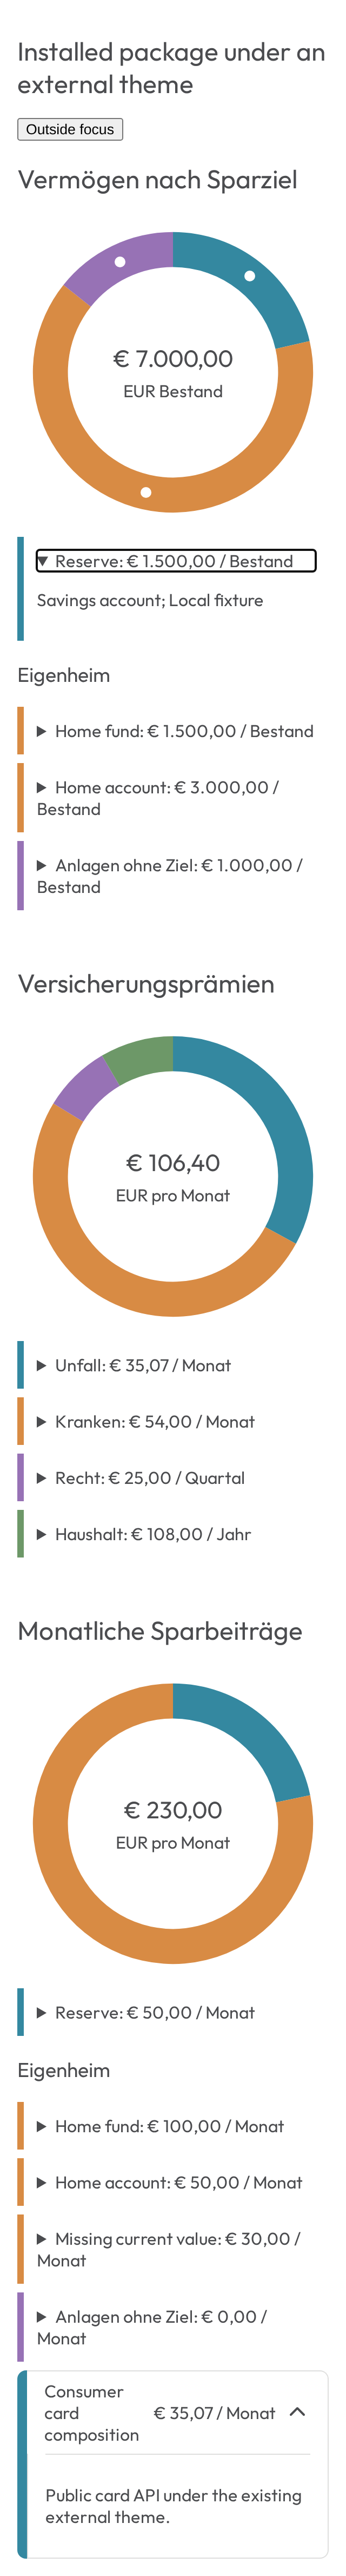 Installed package under an
external theme
Outside focus
Vermögen nach Sparziel
€ 7.000,00
EUR Bestand
Reserve: € 1.500,00 / Bestand
Savings account; Local fixture
Eigenheim
Home fund: € 1.500,00 / Bestand
Home account: € 3.000,00 /
Bestand
Anlagen ohne Ziel: € 1.000,00 /
Bestand
Versicherungsprämien
€ 106,40
EUR pro Monat
Unfall: € 35,07 / Monat
Kranken: € 54,00 / Monat
Recht: € 25,00 / Quartal
Haushalt: € 108,00 / Jahr
Monatliche Sparbeiträge
€ 230,00
EUR pro Monat
Reserve: € 50,00 / Monat
Eigenheim
Home fund: € 100,00 / Monat
Home account: € 50,00 / Monat
Missing current value: € 30,00 /
Monat
Anlagen ohne Ziel: € 0,00 /
Monat
Consumer
card
composition
€ 35,07 / Monat
Public card API under the existing
external theme.